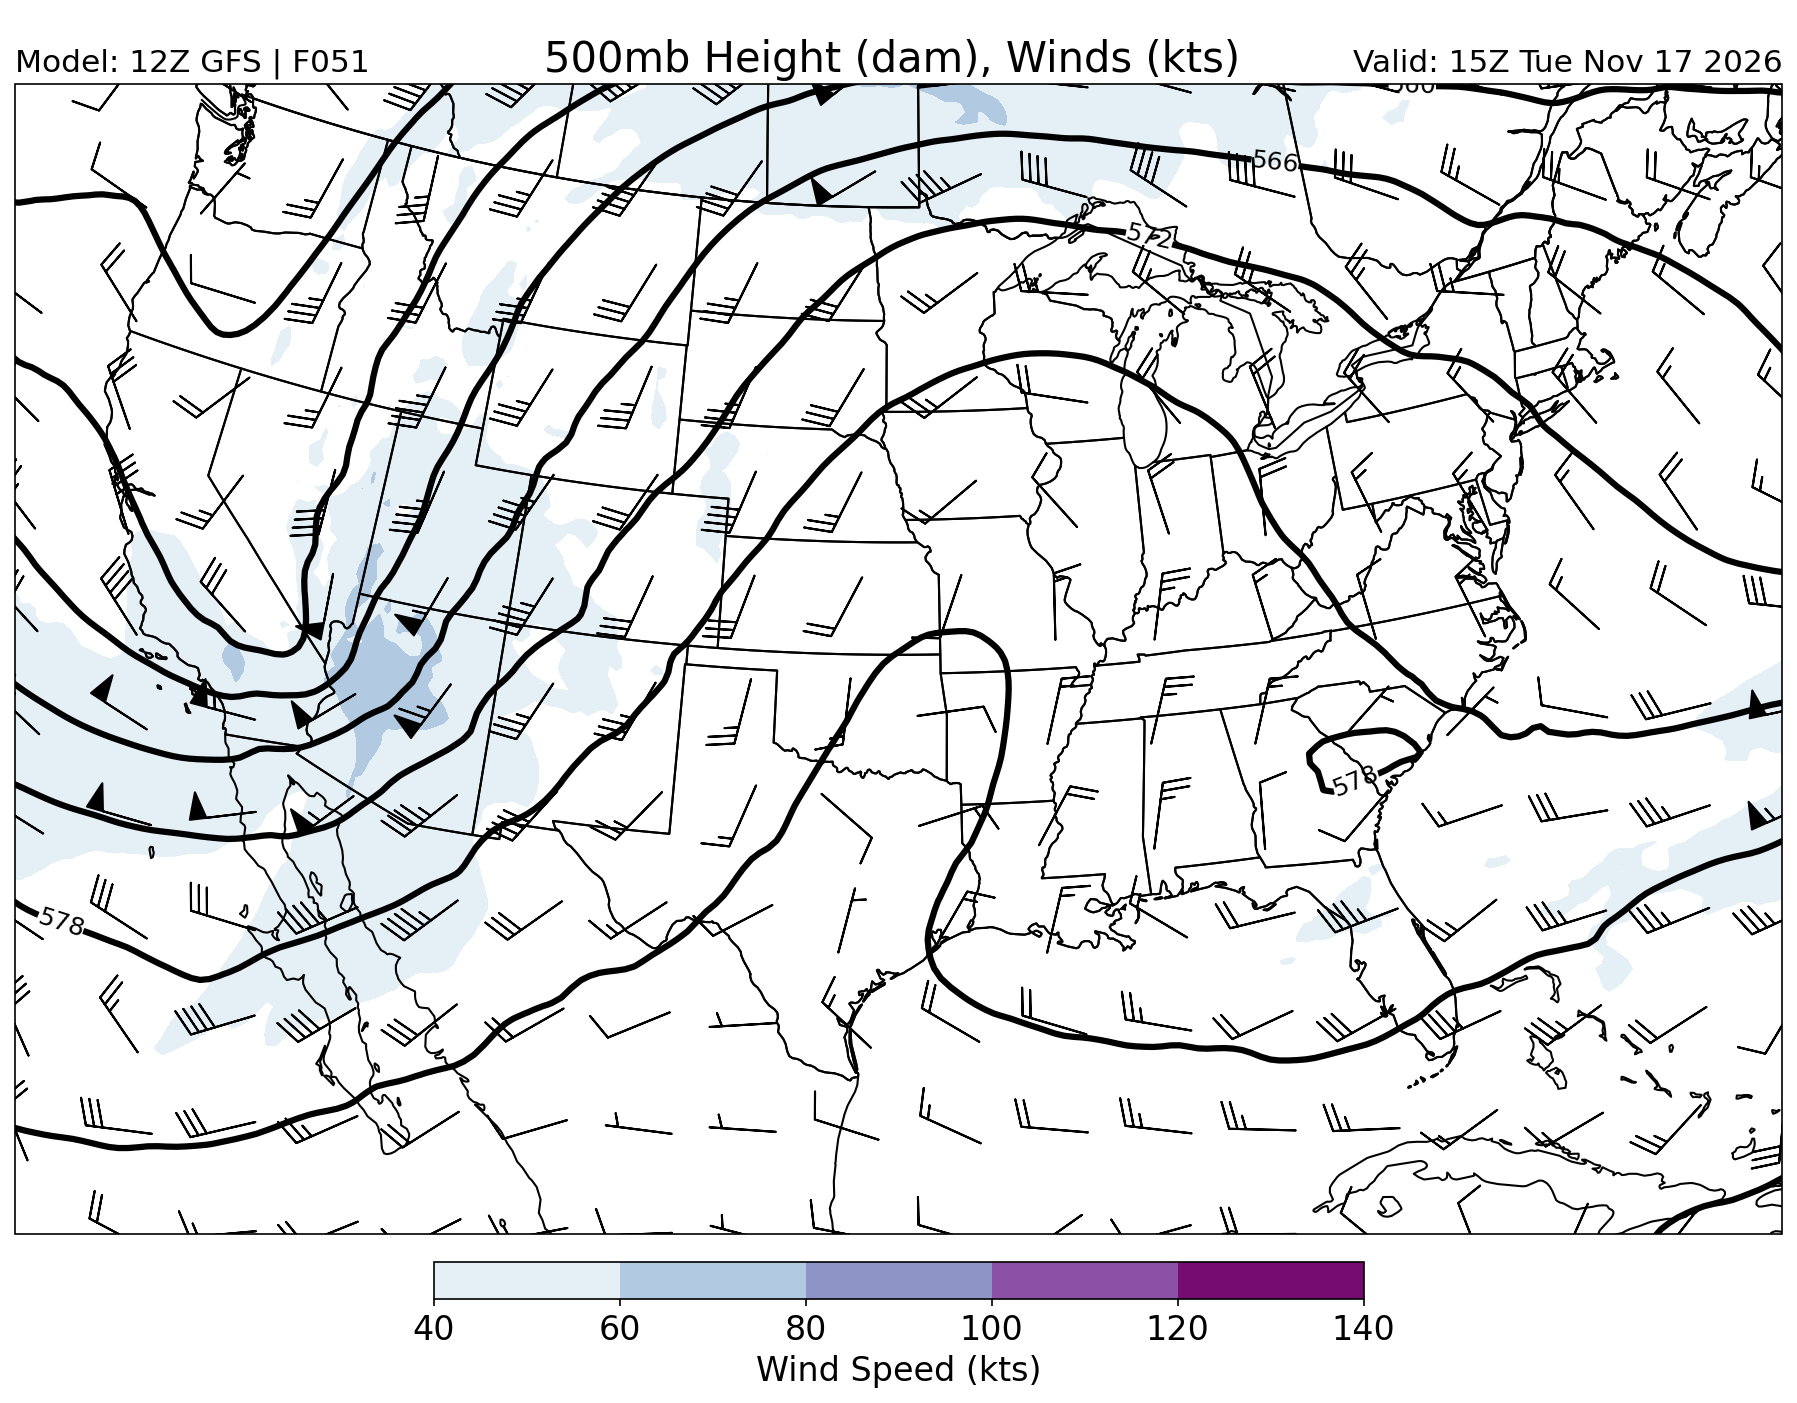 Model: 12Z GFS | F051
500mb Height (dam), Winds (kts)
Valid: 15Z Tue Nov 17 2026
560
566
572
578
578
40 60 80 100 120 140
Wind Speed (kts)